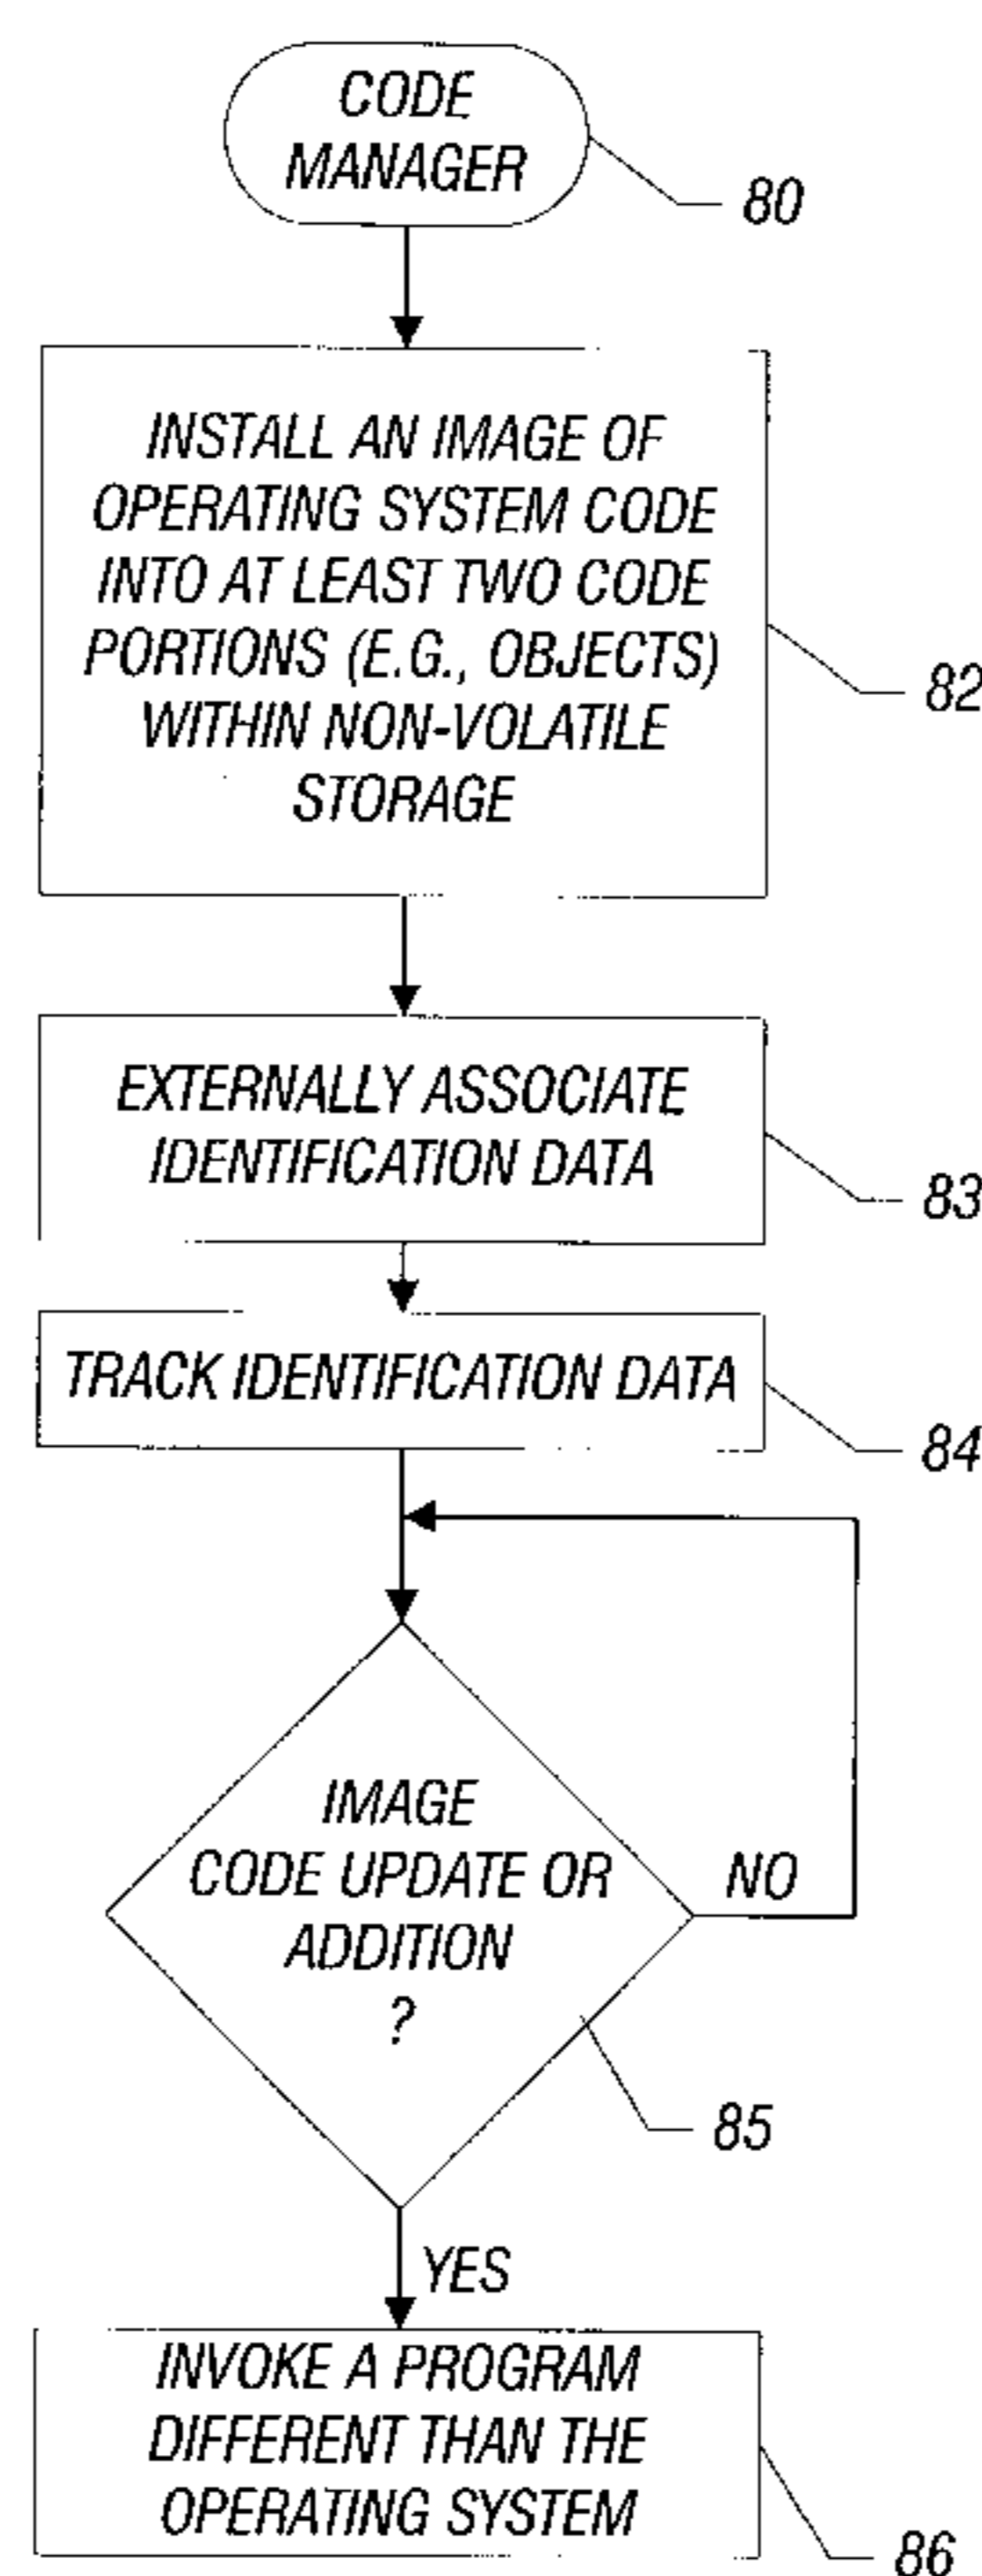 CODE
MANAGER
80
INSTALL AN IMAGE OF
OPERATING SYSTEM CODE
INTO AT LEAST TWO CODE
PORTIONS (E.G., OBJECTS)
WITHIN NON-VOLATILE
STORAGE
82
EXTERNALLY ASSOCIATE
IDENTIFICATION DATA
83
TRACK IDENTIFICATION DATA
84
IMAGE
CODE UPDATE OR
ADDITION
?
NO
85
YES
INVOKE A PROGRAM
DIFFERENT THAN THE
OPERATING SYSTEM
86